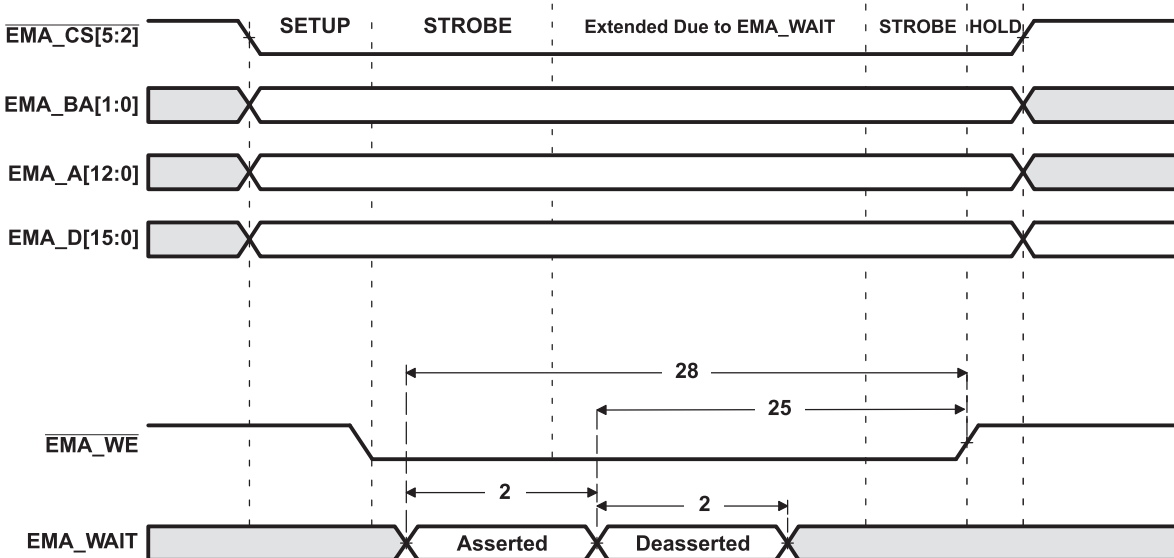 EMA_CS[5:2] SETUP STROBE Extended Due to EMA_WAIT STROBE HOLD
EMA_BA[1:0]
EMA_A[12:0]
EMA_D[15:0]
28
25
EMA_WE
2
2
EMA_WAIT Asserted Deasserted